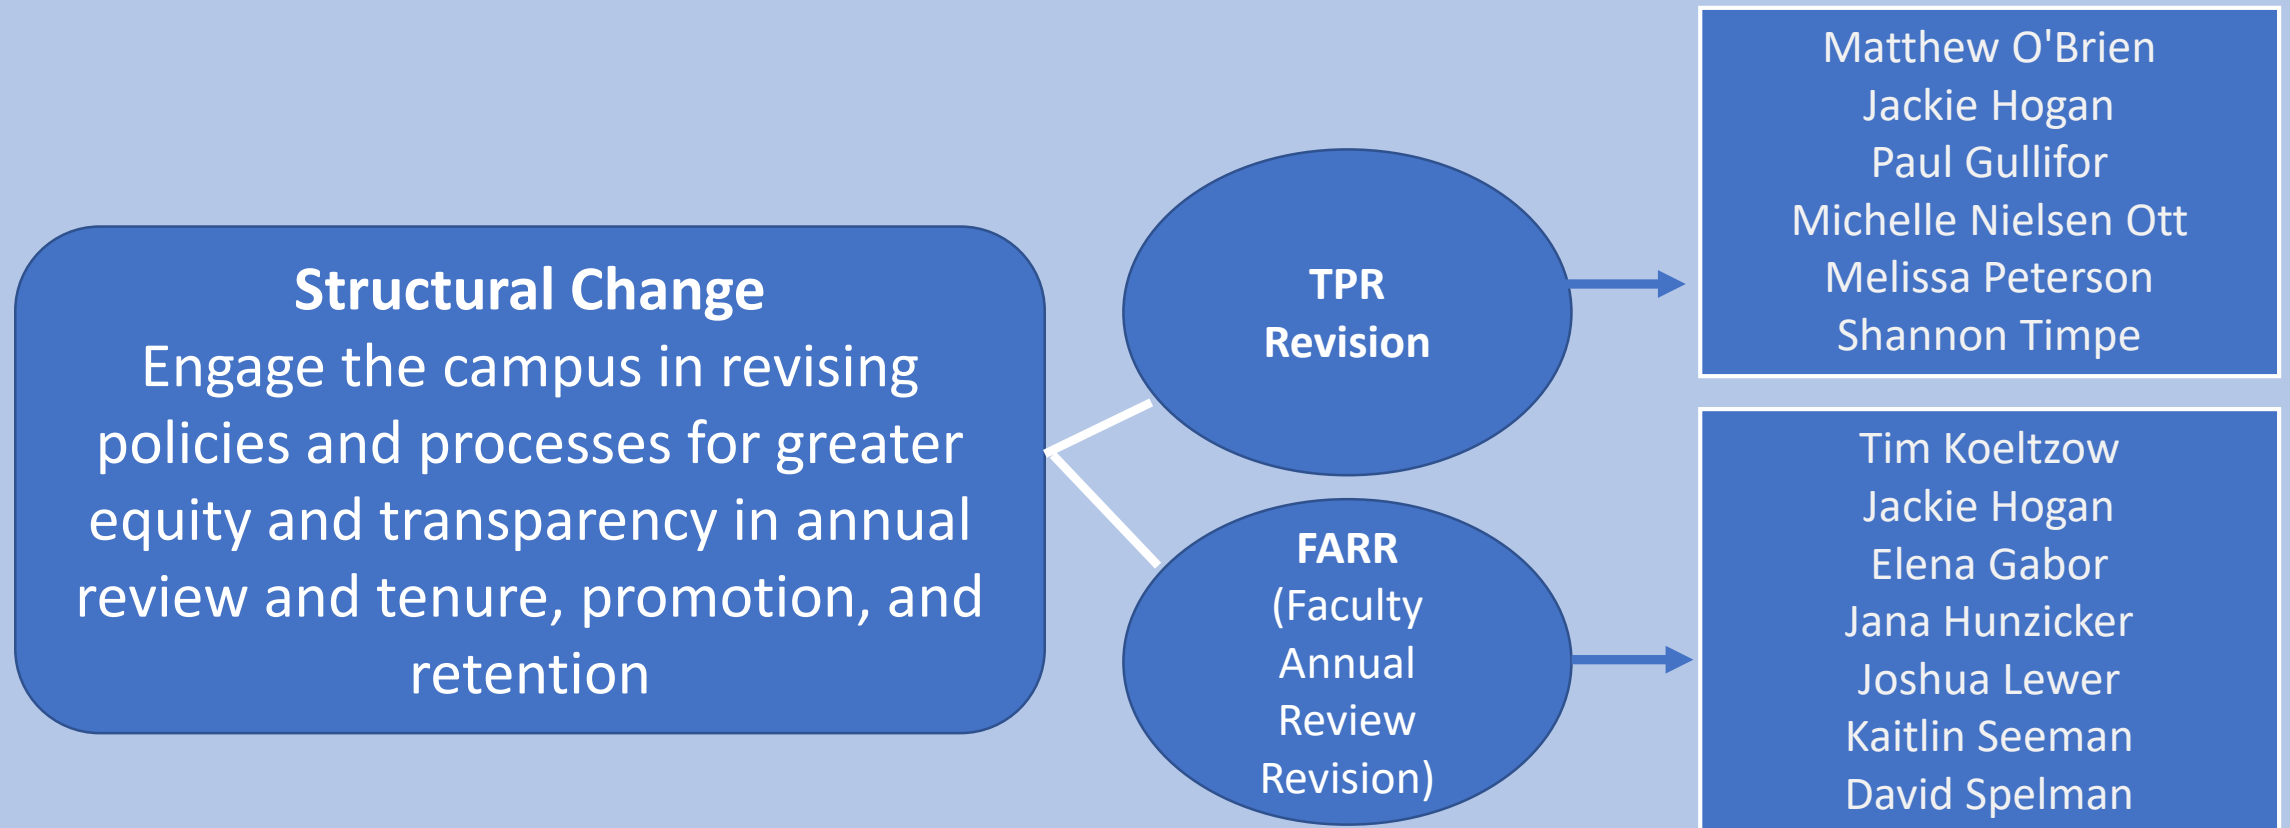 Structural Change
Engage the campus in revising
policies and processes for greater
equity and transparency in annual
review and tenure, promotion, and
retention
TPR
Revision
Matthew O'Brien
Jackie Hogan
Paul Gullifor
Michelle Nielsen Ott
Melissa Peterson
Shannon Timpe
FARR
(Faculty
Annual
Review
Revision)
Tim Koeltzow
Jackie Hogan
Elena Gabor
Jana Hunzicker
Joshua Lewer
Kaitlin Seeman
David Spelman